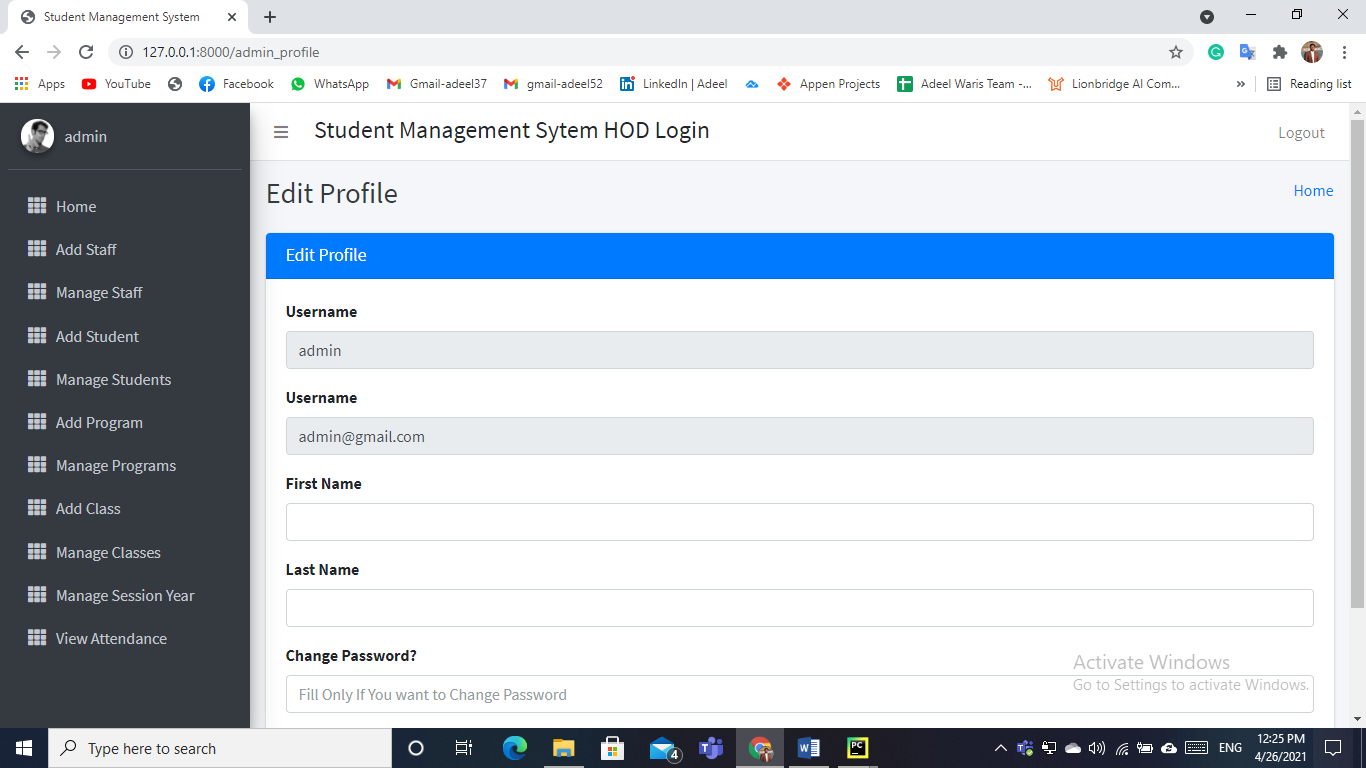 Student Management System
127.0.0.1:8000/admin_profile
Apps YouTube Facebook WhatsApp Gmail-adeel37 gmail-adeel52 LinkedIn | Adeel Appen Projects Adeel Waris Team -... Lionbridge AI Com... » Reading list
admin
Student Management Sytem HOD Login
Logout
Edit Profile
Home
Home
Add Staff
Manage Staff
Add Student
Manage Students
Add Program
Manage Programs
Add Class
Manage Classes
Manage Session Year
View Attendance
Edit Profile
Username
admin
Username
admin@gmail.com
First Name
Last Name
Change Password?
Fill Only If You want to Change Password
Activate Windows
Go to Settings to activate Windows.
Type here to search
4
PC
ENG
12:25 PM
4/26/2021